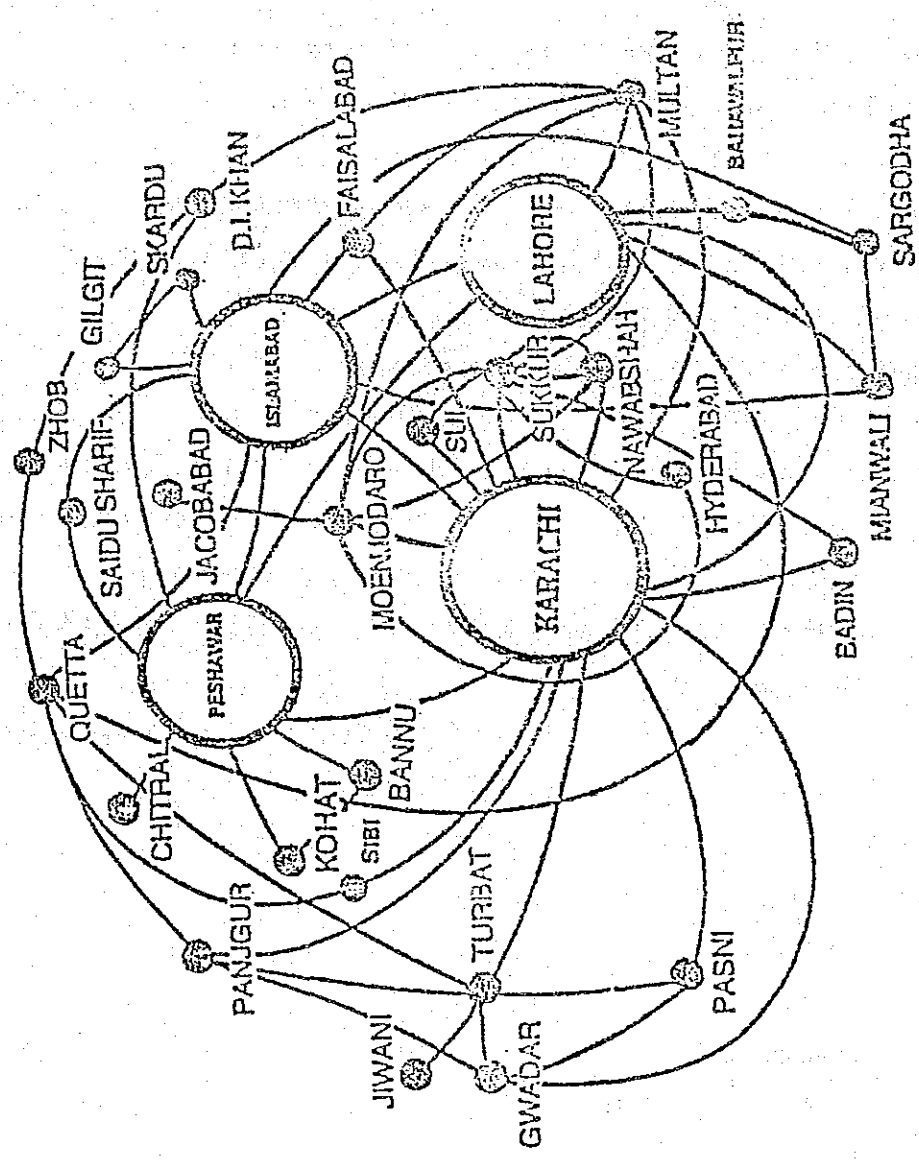 ZHOB
GILGIT
SKARDU
D.I. KHAN
FAISALABAD
MULTAN
BAHAWALPUR
SARGODHA
LAHORE
ISLAMABAD
SAIDU SHARIF
JACOBABAD
MOENJODARO
SUI
SUKKUR
NAWABSHAH
HYDERABAD
MIANWALI
BADIN
KARACHI
PESHAWAR
QUETTA
CHITRAL
KOHAT
BANNU
SIBI
PANJGUR
TURBAT
PASNI
JIWANI
GWADAR